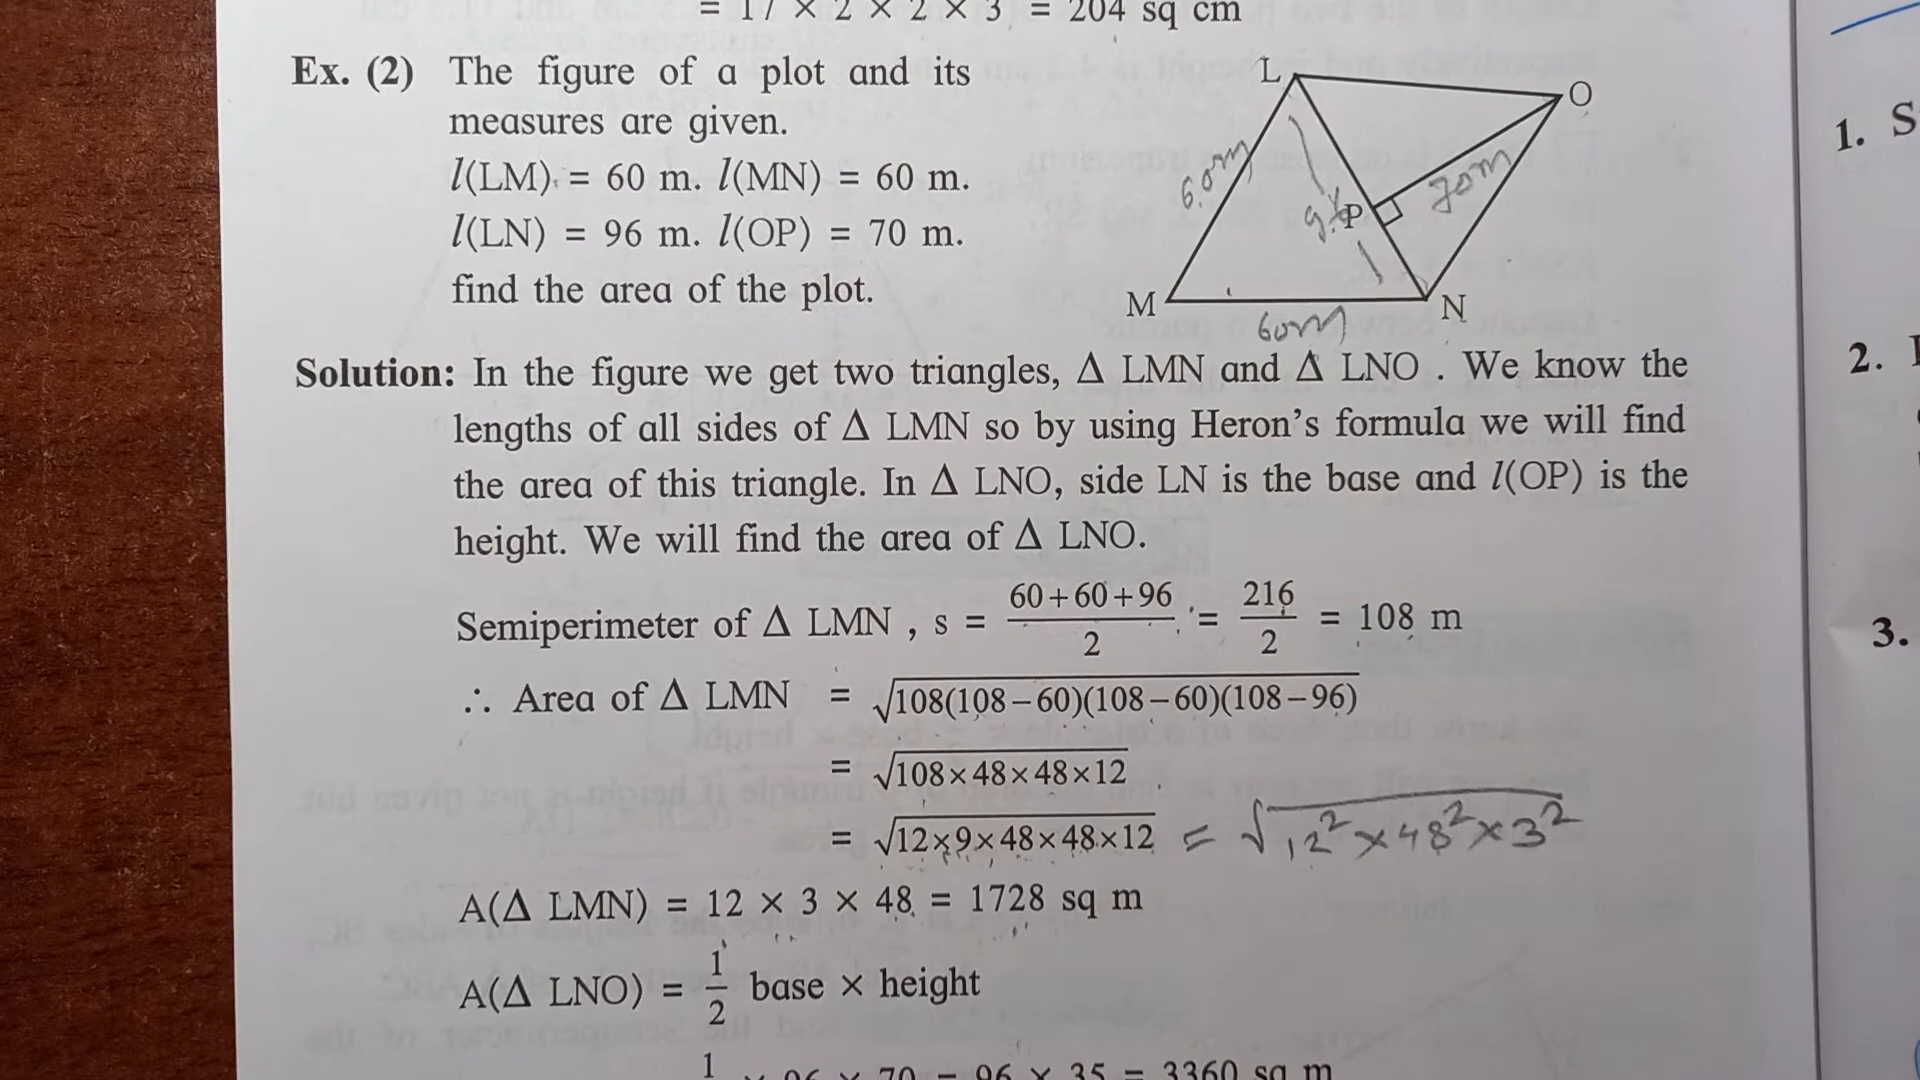 = 17 × 2 × 2 × 3 = 204 sq cm
Ex. (2) The figure of a plot and its
measures are given.
l(LM) = 60 m. l(MN) = 60 m.
l(LN) = 96 m. l(OP) = 70 m.
find the area of the plot.
L
O
60m
P
70m
M
N
60m
Solution: In the figure we get two triangles, Δ LMN and Δ LNO . We know the
lengths of all sides of Δ LMN so by using Heron's formula we will find
the area of this triangle. In Δ LNO, side LN is the base and l(OP) is the
height. We will find the area of Δ LNO.
Semiperimeter of Δ LMN , s = 60+60+96/2 = 216/2 = 108 m
∴ Area of Δ LMN = √108(108–60)(108–60)(108–96)
= √108×48×48×12
= √12×9×48×48×12 = √12²×48²×3²
A(Δ LMN) = 12 × 3 × 48 = 1728 sq m
A(Δ LNO) = 1/2 base × height
1 × 96 × 70 = 96 × 35 = 3360 sq m
1. S
2.
3.